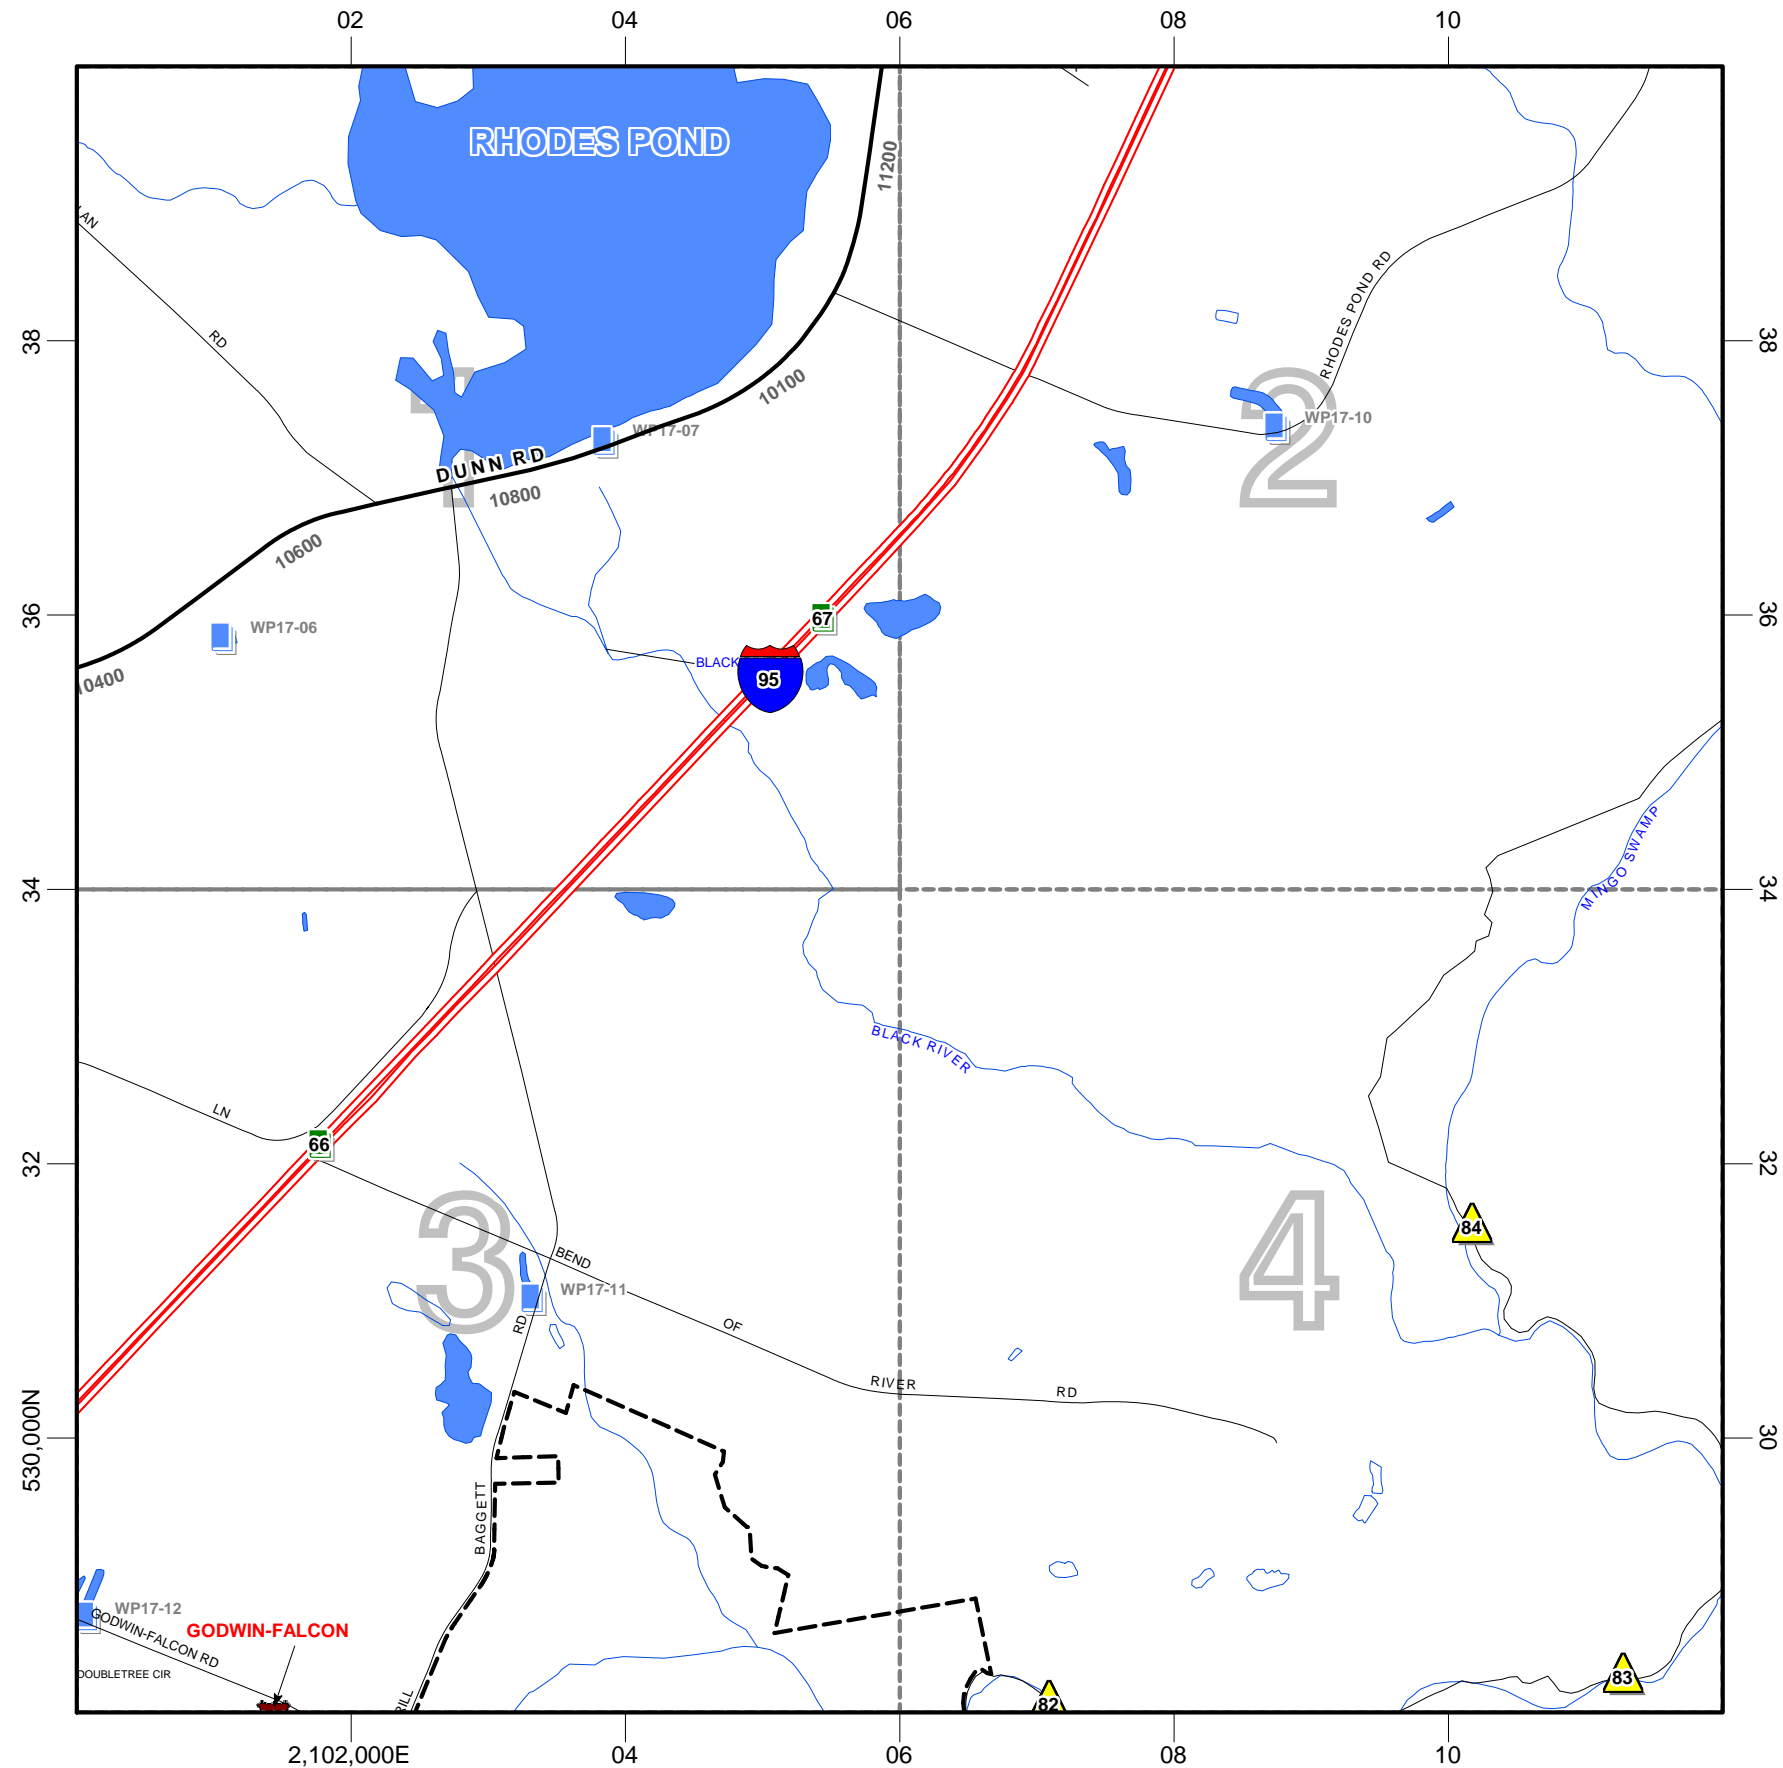 02 04 06 08 10
RHODES POND
11200
RD
38 38
RHODES POND RD
10100
2
WP17-10
WP17-07
DUNN RD
10800
10600
36 36
67
WP17-06
BLACK
95
10400
MINGO SWAMP
34 34
BLACK RIVER
LN
66
32 32
3
4
84
BEND
WP17-11
RD
OF
RIVER
RD
530,000N
30
BAGGETT
WP17-12
GODWIN-FALCON RD
GODWIN-FALCON
DOUBLETREE CIR
83
82
2,102,000E 04 06 08 10